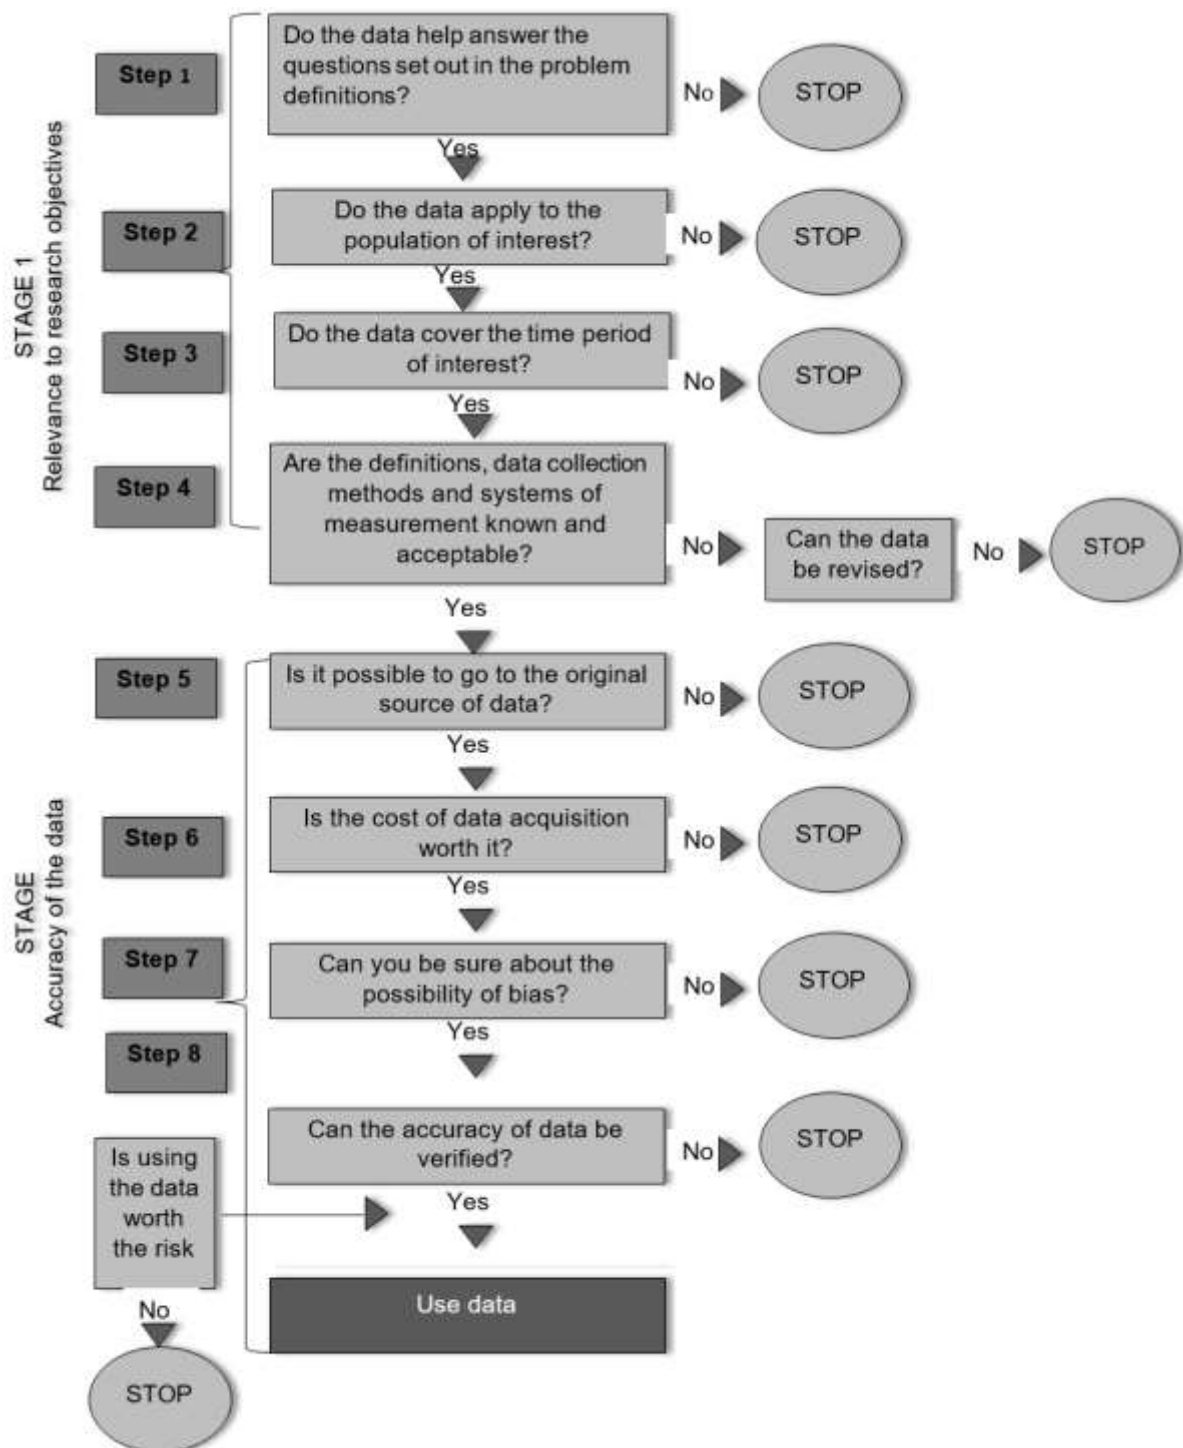 STAGE 1
Relevance to research objectives
Step 1
Do the data help answer the
questions set out in the problem
definitions?
No
STOP
Yes
Step 2
Do the data apply to the
population of interest?
No
STOP
Yes
Step 3
Do the data cover the time period
of interest?
No
STOP
Yes
Step 4
Are the definitions, data collection
methods and systems of
measurement known and
acceptable?
No
Can the data
be revised?
No
STOP
Yes
STAGE
Accuracy of the data
Step 5
Is it possible to go to the original
source of data?
No
STOP
Yes
Step 6
Is the cost of data acquisition
worth it?
No
STOP
Yes
Step 7
Can you be sure about the
possibility of bias?
No
STOP
Yes
Step 8
Can the accuracy of data be
verified?
No
STOP
Yes
Is using
the data
worth
the risk
No
STOP
Use data